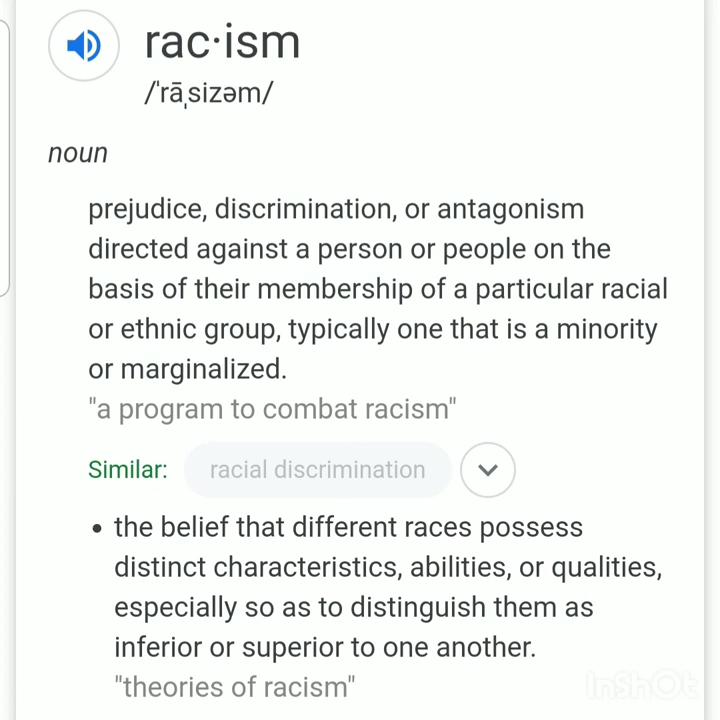 rac·ism
/ˈrāˌsizəm/
noun
prejudice, discrimination, or antagonism
directed against a person or people on the
basis of their membership of a particular racial
or ethnic group, typically one that is a minority
or marginalized.
"a program to combat racism"
Similar: racial discrimination
• the belief that different races possess
distinct characteristics, abilities, or qualities,
especially so as to distinguish them as
inferior or superior to one another.
"theories of racism"
InShOt